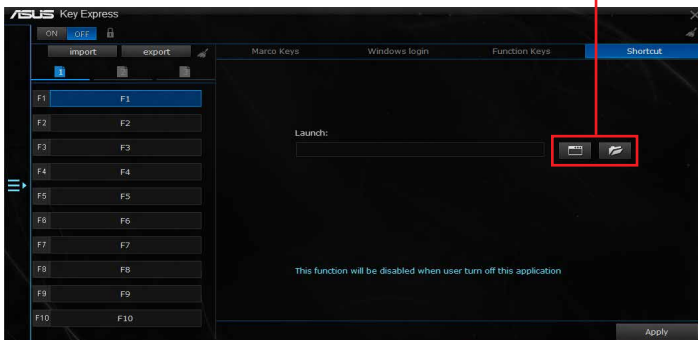 ASUS Key Express
ON OFF
import export
Marco Keys Windows login Function Keys Shortcut
1 2 3
F1 F1
F2 F2
F3 F3
F4 F4
F5 F5
F6 F6
F7 F7
F8 F8
F9 F9
F10 F10
Launch:
This function will be disabled when user turn off this application
Apply